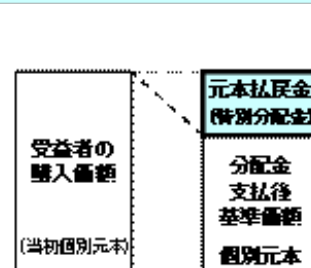 元本払戻金
(特別分配金)
受益者の
購入価額
(当初個別元本)
分配金
支払後
基準価額
個別元本